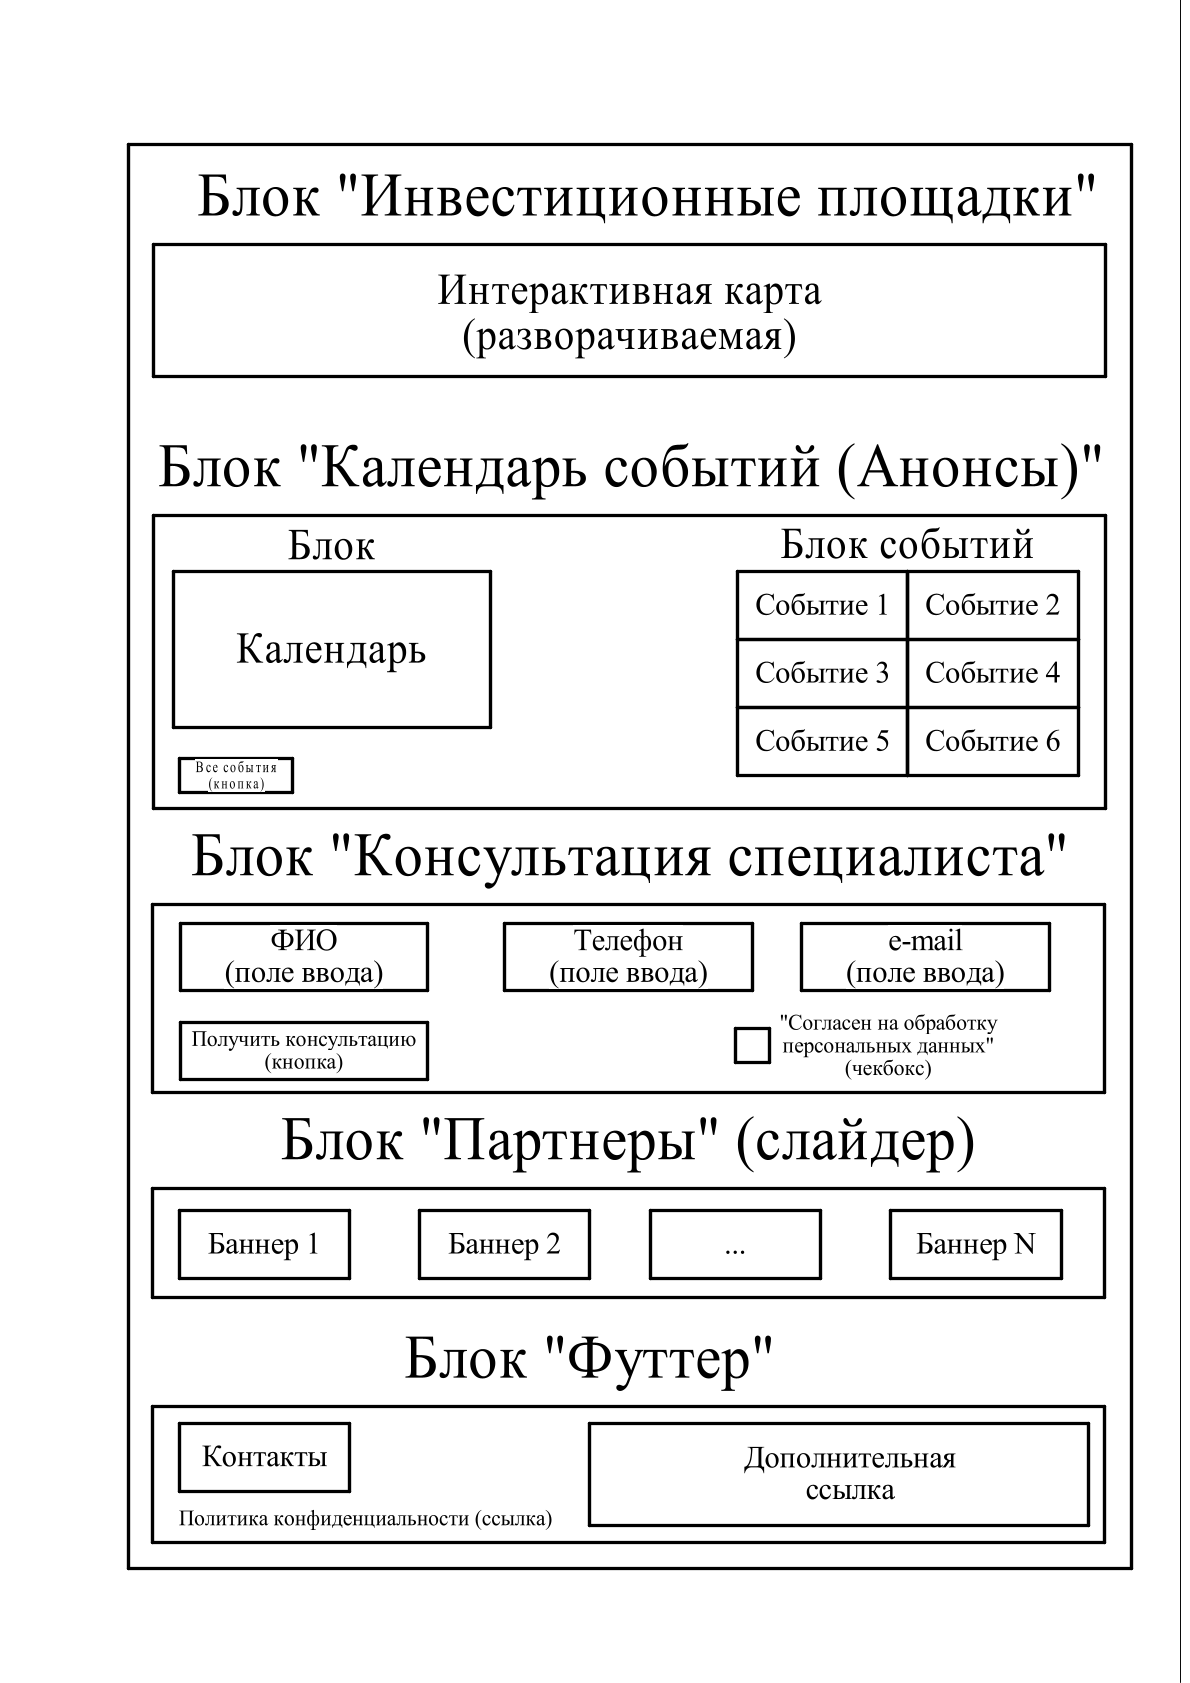 Блок "Инвестиционные площадки"
Интерактивная карта
(разворачиваемая)
Блок "Календарь событий (Анонсы)"
Блок
Календарь
Все события
(кнопка)
Блок событий
Событие 1 Событие 2
Событие 3 Событие 4
Событие 5 Событие 6
Блок "Консультация специалиста"
ФИО
(поле ввода)
Телефон
(поле ввода)
e-mail
(поле ввода)
Получить консультацию
(кнопка)
"Согласен на обработку
персональных данных"
(чекбокс)
Блок "Партнеры" (слайдер)
Баннер 1 Баннер 2 ... Баннер N
Блок "Футтер"
Контакты
Политика конфиденциальности (ссылка)
Дополнительная
ссылка